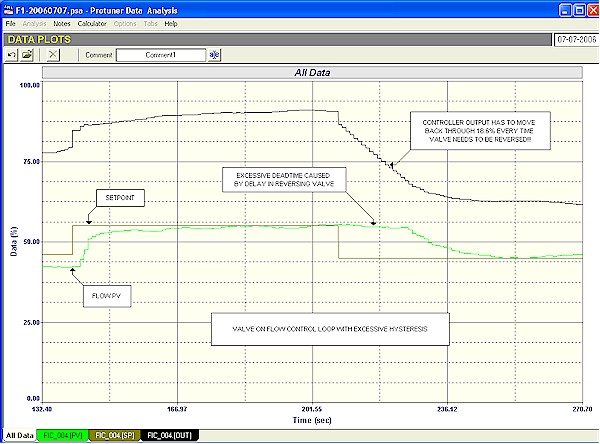 F1-20060707.psa - Protuner Data Analysis
File Analysis Notes Calculator Options Tabs Help
DATA PLOTS
07-07-2006
Comment Comment1
All Data
100.00
CONTROLLER OUTPUT HAS TO MOVE
BACK THROUGH 18.6% EVERY TIME
VALVE NEEDS TO BE REVERSED!!!
75.00
EXCESSIVE DEADTIME CAUSED
BY DELAY IN REVERSING VALVE
SETPOINT
Data (%)
50.00
FLOW PV
25.00
VALVE ON FLOW CONTROL LOOP WITH EXCESSIVE HYSTERESIS
0.00
132.40 166.97 201.55 236.12 270.70
Time (sec)
All Data FIC_004.(PV) FIC_004.(SP) FIC_004.(OUT)